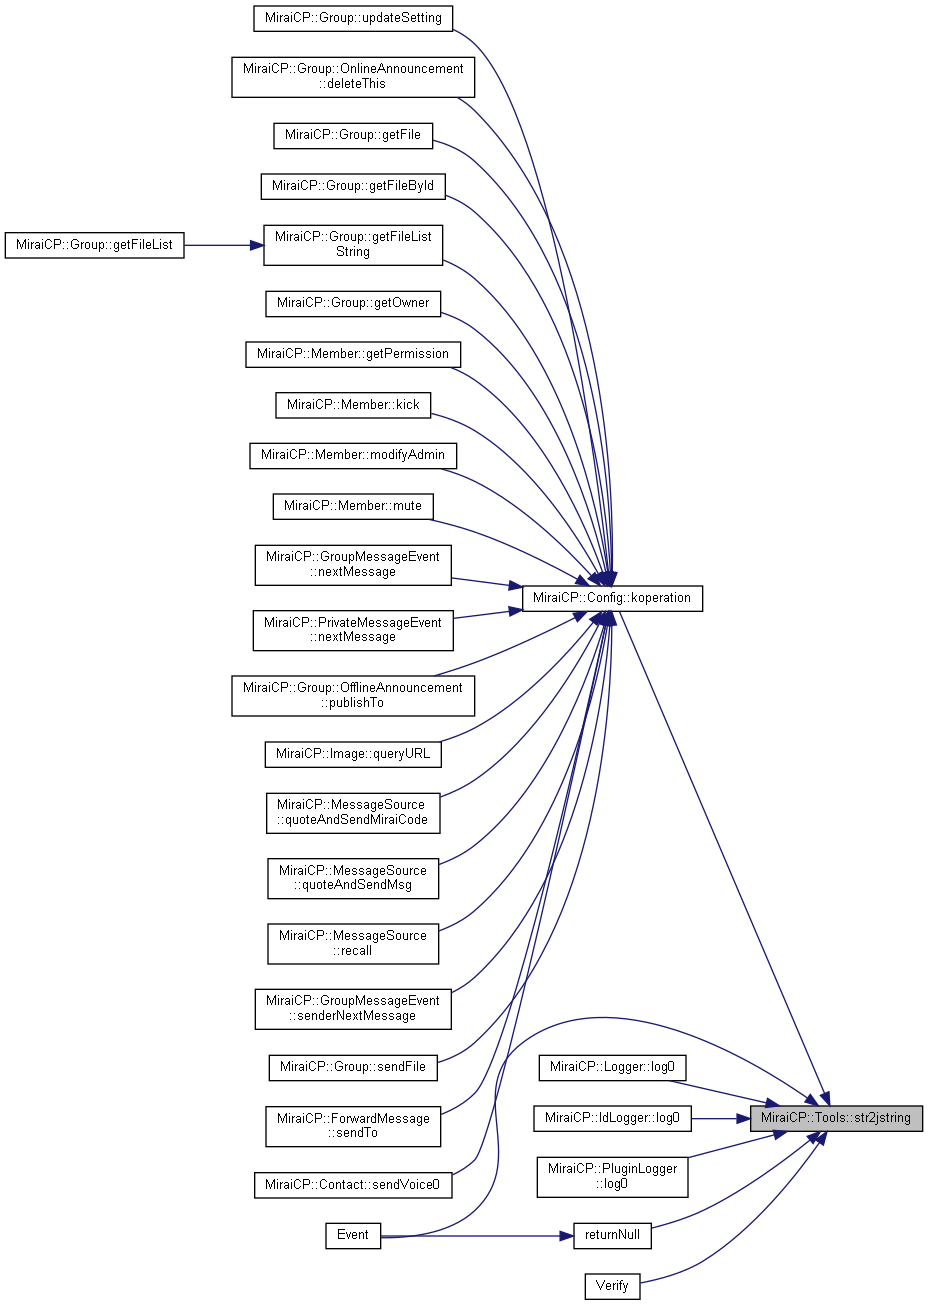 MiraiCP::Group::updateSetting
MiraiCP::Group::OnlineAnnouncement
::deleteThis
MiraiCP::Group::getFile
MiraiCP::Group::getFileById
MiraiCP::Group::getFileList
MiraiCP::Group::getFileList
String
MiraiCP::Group::getOwner
MiraiCP::Member::getPermission
MiraiCP::Member::kick
MiraiCP::Member::modifyAdmin
MiraiCP::Member::mute
MiraiCP::GroupMessageEvent
::nextMessage
MiraiCP::Config::koperation
MiraiCP::PrivateMessageEvent
::nextMessage
MiraiCP::Group::OfflineAnnouncement
::publishTo
MiraiCP::Image::queryURL
MiraiCP::MessageSource
::quoteAndSendMiraiCode
MiraiCP::MessageSource
::quoteAndSendMsg
MiraiCP::MessageSource
::recall
MiraiCP::GroupMessageEvent
::senderNextMessage
MiraiCP::Group::sendFile
MiraiCP::Logger::log0
MiraiCP::ForwardMessage
::sendTo
MiraiCP::IdLogger::log0
MiraiCP::Tools::str2jstring
MiraiCP::PluginLogger
::log0
MiraiCP::Contact::sendVoice0
Event
returnNull
Verify